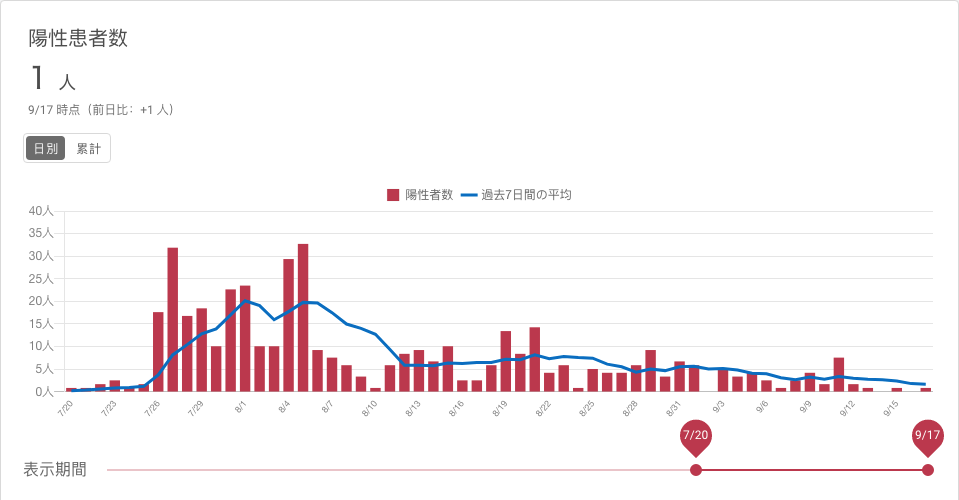 陽性患者数
1 人
9/17 時点（前日比：+1 人）
日別 累計
陽性者数 過去7日間の平均
40人
35人
30人
25人
20人
15人
10人
5人
0人
7/20 7/23 7/26 7/29 8/1 8/4 8/7 8/10 8/13 8/16 8/19 8/22 8/25 8/28 8/31 9/3 9/6 9/9 9/12 9/15
7/20 9/17
表示期間